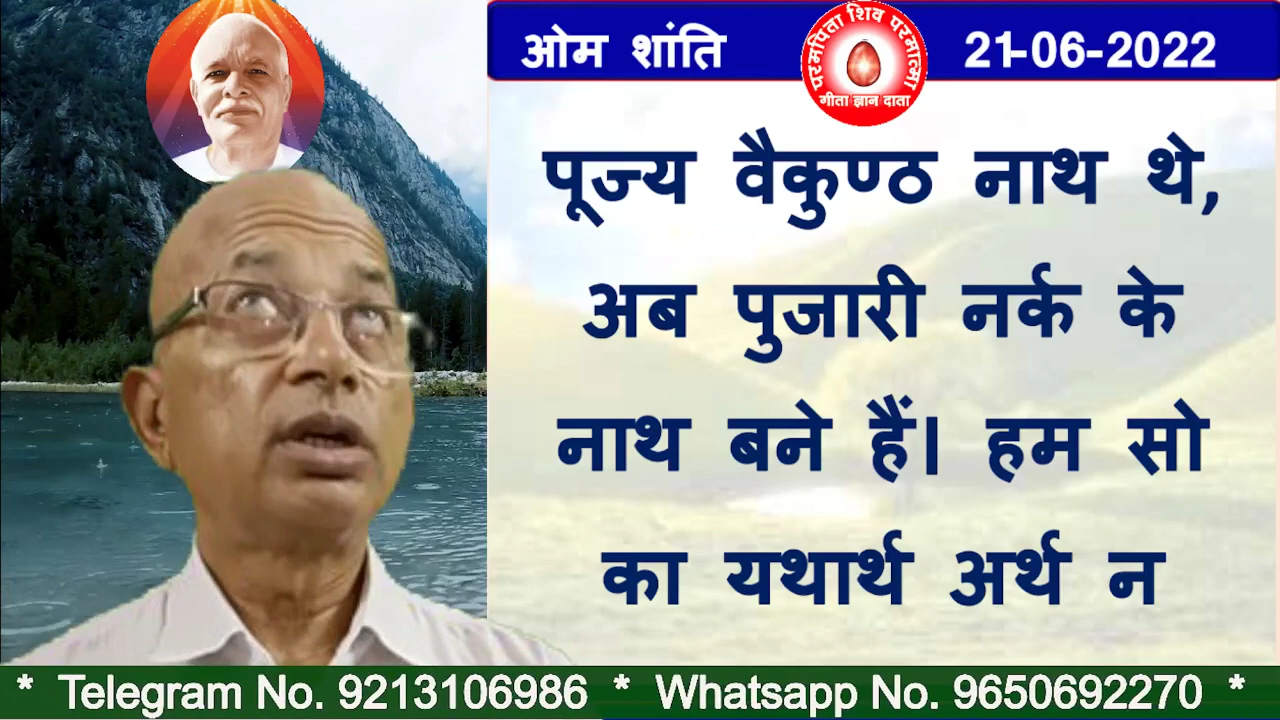 ओम शांति
परमपिता शिव परमात्मा
गीता ज्ञान दाता
21-06-2022
पूज्य वैकुण्ठ नाथ थे,
अब पुजारी नर्क के
नाथ बने हैं। हम सो
का यथार्थ अर्थ न
* Telegram No. 9213106986 * Whatsapp No. 9650692270 *